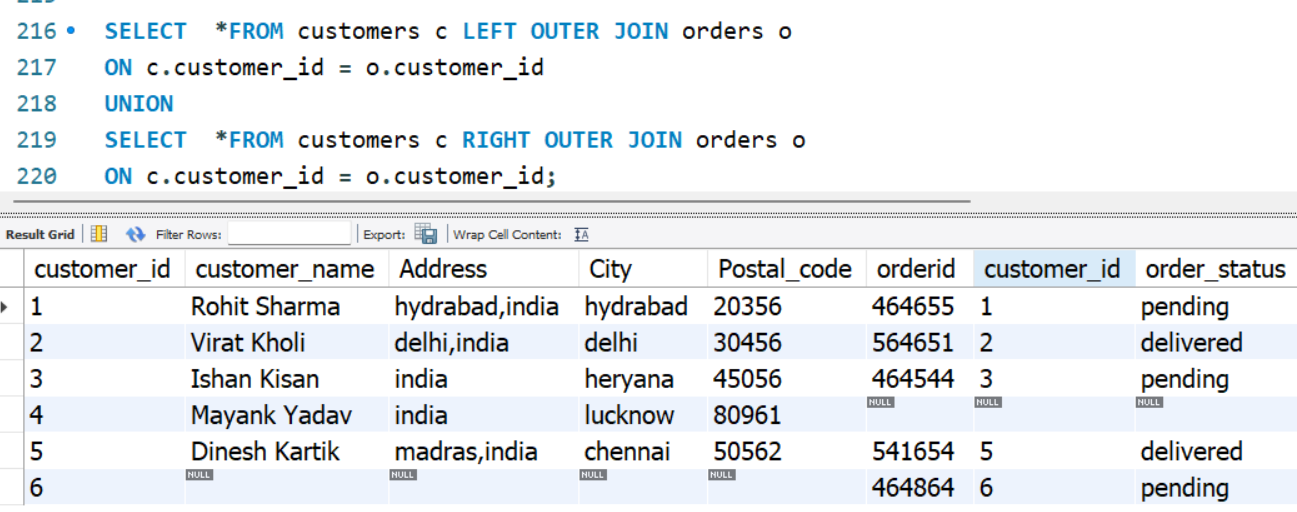 216 SELECT *FROM customers c LEFT OUTER JOIN orders o
217 ON c.customer_id = o.customer_id
218 UNION
219 SELECT *FROM customers c RIGHT OUTER JOIN orders o
220 ON c.customer_id = o.customer_id;
Result Grid Filter Rows: Export: Wrap Cell Content: IA
customer_id customer_name Address City Postal_code orderid customer_id order_status
1 Rohit Sharma hydrabad,india hydrabad 20356 464655 1 pending
2 Virat Kholi delhi,india delhi 30456 564651 2 delivered
3 Ishan Kisan india heryana 45056 464544 3 pending
4 Mayank Yadav india lucknow 80961 NULL NULL NULL
5 Dinesh Kartik madras,india chennai 50562 541654 5 delivered
6 NULL NULL NULL NULL 464864 6 pending